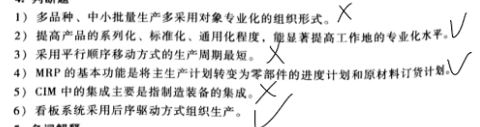 1）多品种、中小批量生产多采用对象专业化的组织形式。
2）提高产品的系列化、标准化、通用化程度，能显著提高工作地的专业化水平。
3）采用平行顺序移动方式的生产周期最短。
4）MRP 的基本功能是将主生产计划转变为零部件的进度计划和原材料订货计划。
5）CIM 中的集成主要是指制造装备的集成。
6）看板系统采用后序驱动方式组织生产。